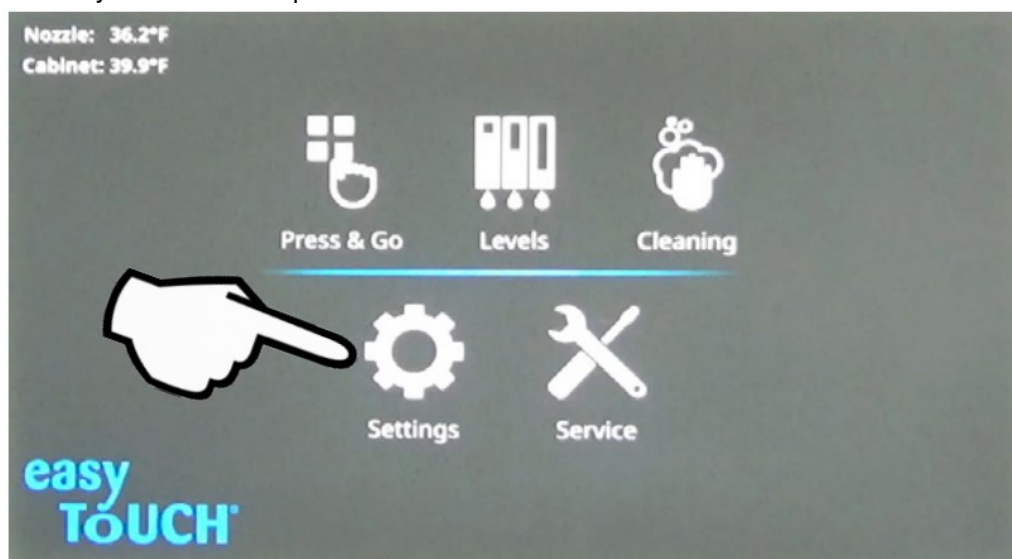 Nozzle: 36.2°F
Cabinet: 39.9°F
Press & Go Levels Cleaning
Settings Service
easy
TOUCH®